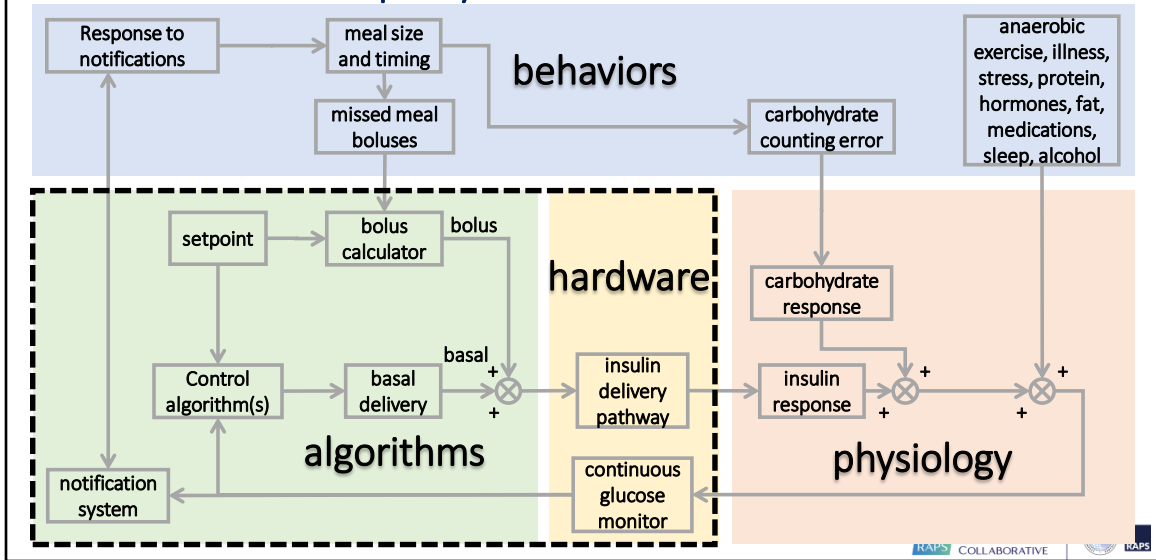 Response to
notifications
meal size
and timing
behaviors
anaerobic
exercise, illness,
stress, protein,
hormones, fat,
medications,
sleep, alcohol
missed meal
boluses
carbohydrate
counting error
setpoint
bolus
calculator
bolus
hardware
carbohydrate
response
Control
algorithm(s)
basal
delivery
basal
+
+
insulin
delivery
pathway
insulin
response
+
+
+
+
algorithms
physiology
notification
system
continuous
glucose
monitor
RAPS
COLLABORATIVE
RAPS